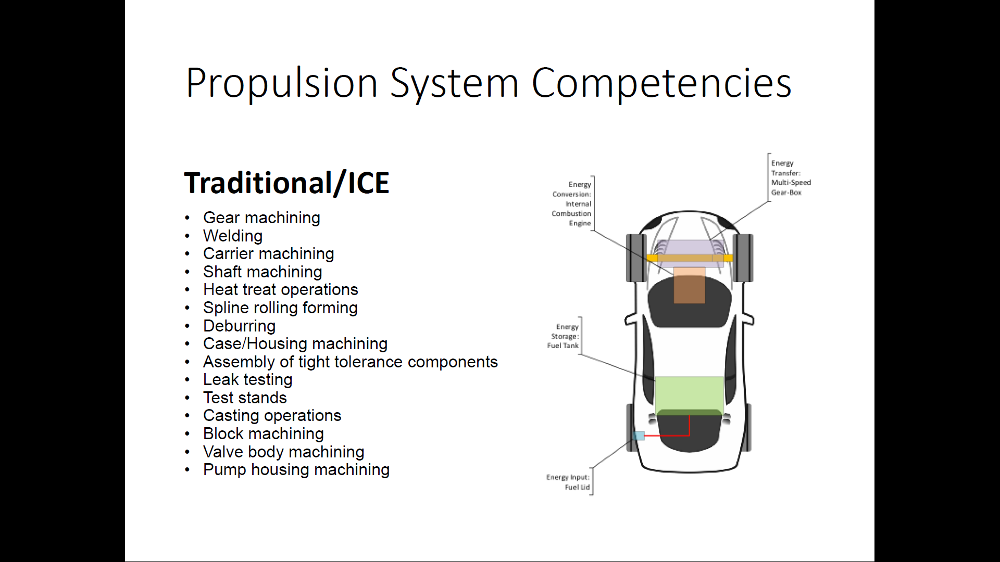 Propulsion System Competencies
Traditional/ICE
• Gear machining
• Welding
• Carrier machining
• Shaft machining
• Heat treat operations
• Spline rolling forming
• Deburring
• Case/Housing machining
• Assembly of tight tolerance components
• Leak testing
• Test stands
• Casting operations
• Block machining
• Valve body machining
• Pump housing machining
Energy
Conversion:
Internal
Combustion
Engine
Energy
Transfer:
Multi-Speed
Gear-Box
Energy
Storage:
Fuel Tank
Energy Input:
Fuel Lid